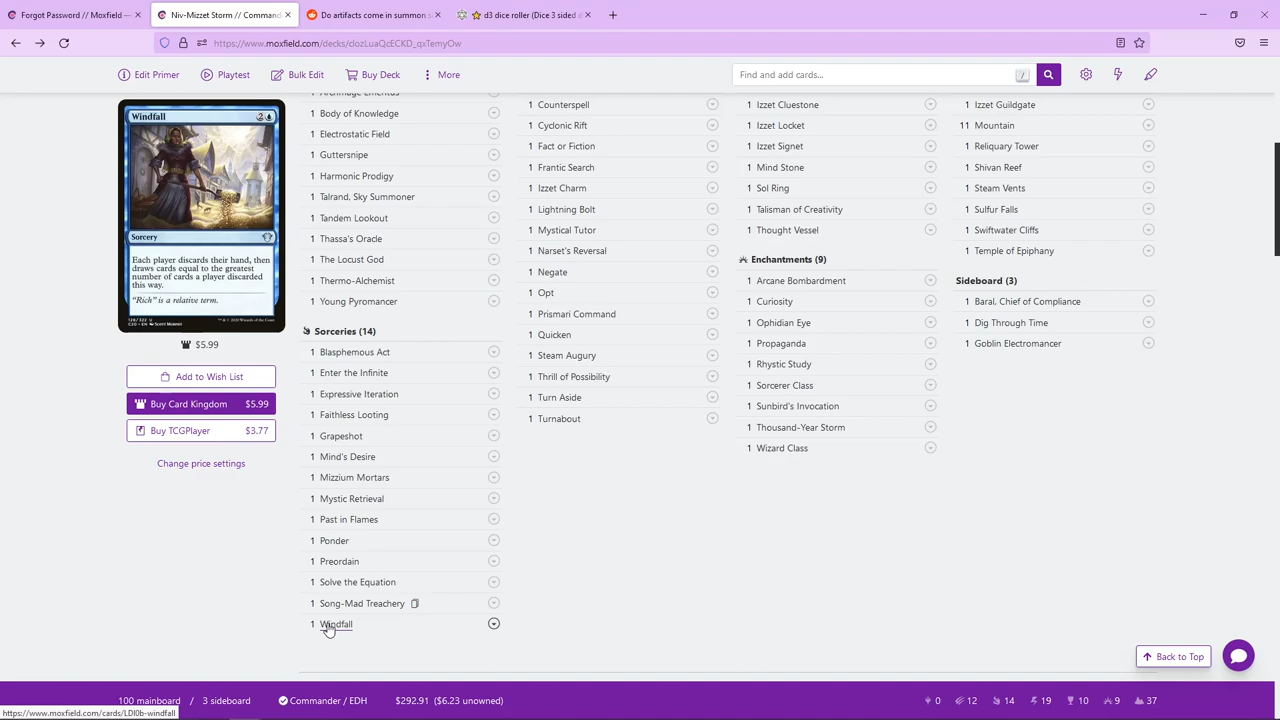 Forgot Password // Moxfield —
Niv-Mizzet Storm // Command
Do artifacts come in summon s
d3 dice roller (Dice 3 sided g
https://www.moxfield.com/decks/clozLuaQcECKD_qxTemyOw
Edit Primer
Playtest
Bulk Edit
Buy Deck
More
Find and add cards...
/
Windfall
2
Sorcery
Each player discards their hand, then
draws cards equal to the greatest
number of cards a player discarded
this way.
"Rich" is a relative term.
$5.99
Add to Wish List
Buy Card Kingdom $5.99
Buy TCGPlayer $3.77
Change price settings
1 Archmage Emeritus
1 Body of Knowledge
1 Electrostatic Field
1 Guttersnipe
1 Harmonic Prodigy
1 Talrand, Sky Summoner
1 Tandem Lookout
1 Thassa's Oracle
1 The Locust God
1 Thermo-Alchemist
1 Young Pyromancer
Sorceries (14)
1 Blasphemous Act
1 Enter the Infinite
1 Expressive Iteration
1 Faithless Looting
1 Grapeshot
1 Mind's Desire
1 Mizzium Mortars
1 Mystic Retrieval
1 Past in Flames
1 Ponder
1 Preordain
1 Solve the Equation
1 Song-Mad Treachery
1 Windfall
1 Counterspell
1 Cyclonic Rift
1 Fact or Fiction
1 Frantic Search
1 Izzet Charm
1 Lightning Bolt
1 Mystical Tutor
1 Narset's Reversal
1 Negate
1 Opt
1 Prismari Command
1 Quicken
1 Steam Augury
1 Thrill of Possibility
1 Turn Aside
1 Turnabout
1 Izzet Cluestone
1 Izzet Locket
1 Izzet Signet
1 Mind Stone
1 Sol Ring
1 Talisman of Creativity
1 Thought Vessel
Enchantments (9)
1 Arcane Bombardment
1 Curiosity
1 Ophidian Eye
1 Propaganda
1 Rhystic Study
1 Sorcerer Class
1 Sunbird's Invocation
1 Thousand-Year Storm
1 Wizard Class
1 Izzet Guildgate
11 Mountain
1 Reliquary Tower
1 Shivan Reef
1 Steam Vents
1 Sulfur Falls
1 Swiftwater Cliffs
1 Temple of Epiphany
Sideboard (3)
1 Baral, Chief of Compliance
1 Dig Through Time
1 Goblin Electromancer
Back to Top
100 mainboard / 3 sideboard
Commander / EDH
$292.91 ($6.23 unowned)
0
12
14
19
10
9
37
https://www.moxfield.com/cards/LDl0b-windfall